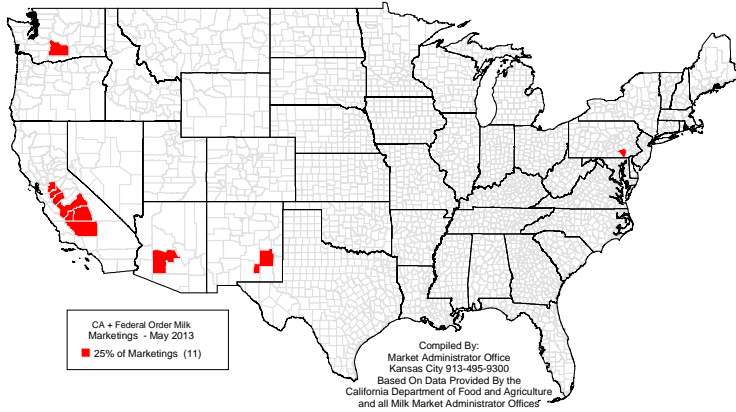 CA + Federal Order Milk
Marketings - May 2013
25% of Marketings (11)
Compiled By:
Market Administrator Office
Kansas City 913-495-9300
Based On Data Provided By the
California Department of Food and Agriculture
and all Milk Market Administrator Offices